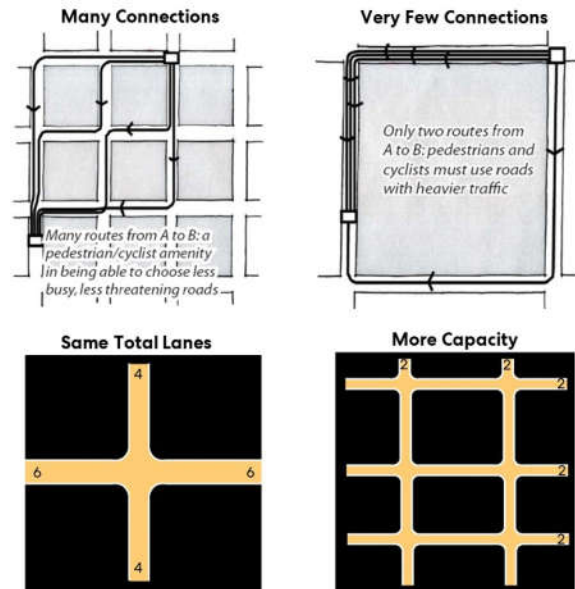 Many Connections
Very Few Connections
Only two routes from
A to B: pedestrians and
cyclists must use roads
with heavier traffic
Many routes from A to B: a
pedestrian/cyclist amenity
in being able to choose less
busy, less threatening roads
Same Total Lanes
More Capacity
4
6 6
4
2 2
2
2
2